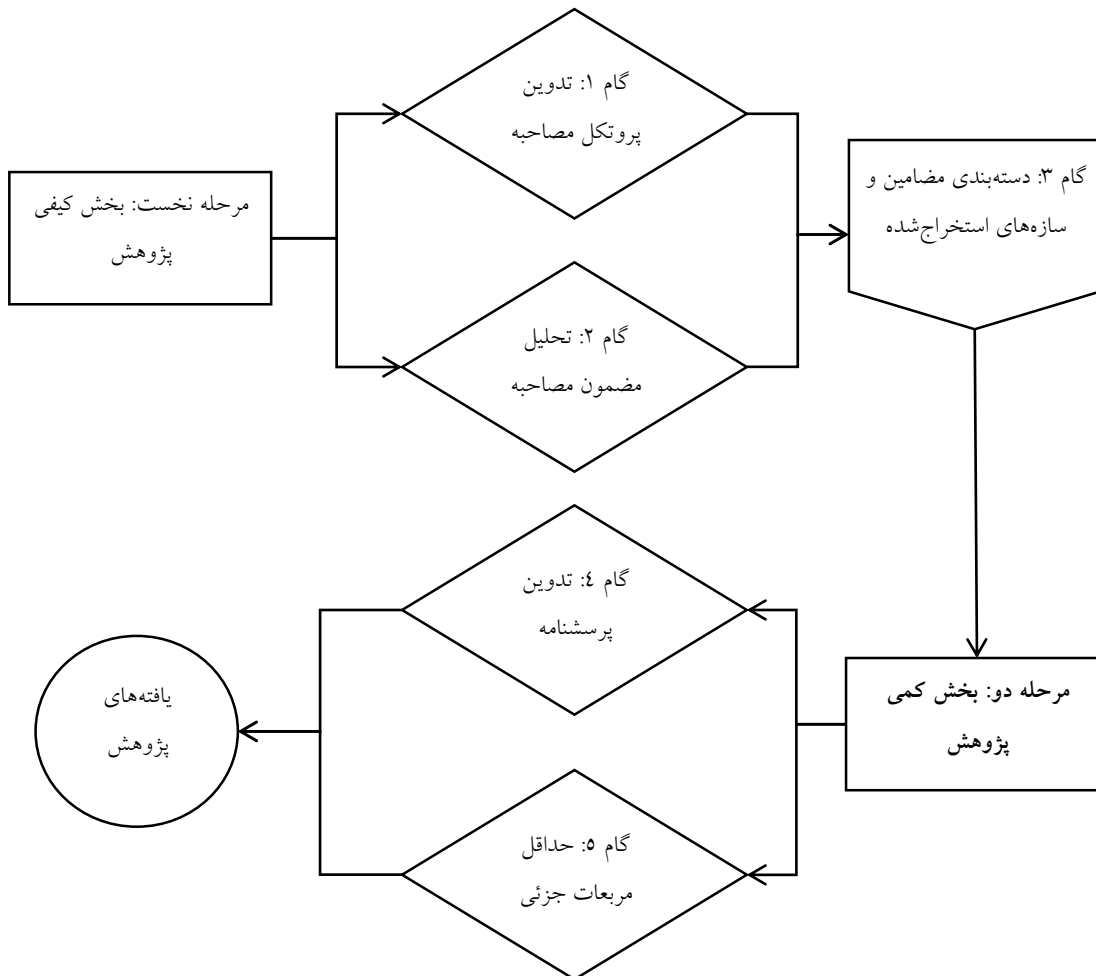 مرحله نخست: بخش کیفی
پژوهش
گام ۱: تدوین
پروتکل مصاحبه
گام ۲: تحلیل
مضمون مصاحبه
گام ۳: دسته‌بندی مضامین و
سازه‌های استخراج‌شده
مرحله دو: بخش کمی
پژوهش
گام ٤: تدوین
پرسشنامه
گام ٥: حداقل
مربعات جزئی
یافته‌های
پژوهش